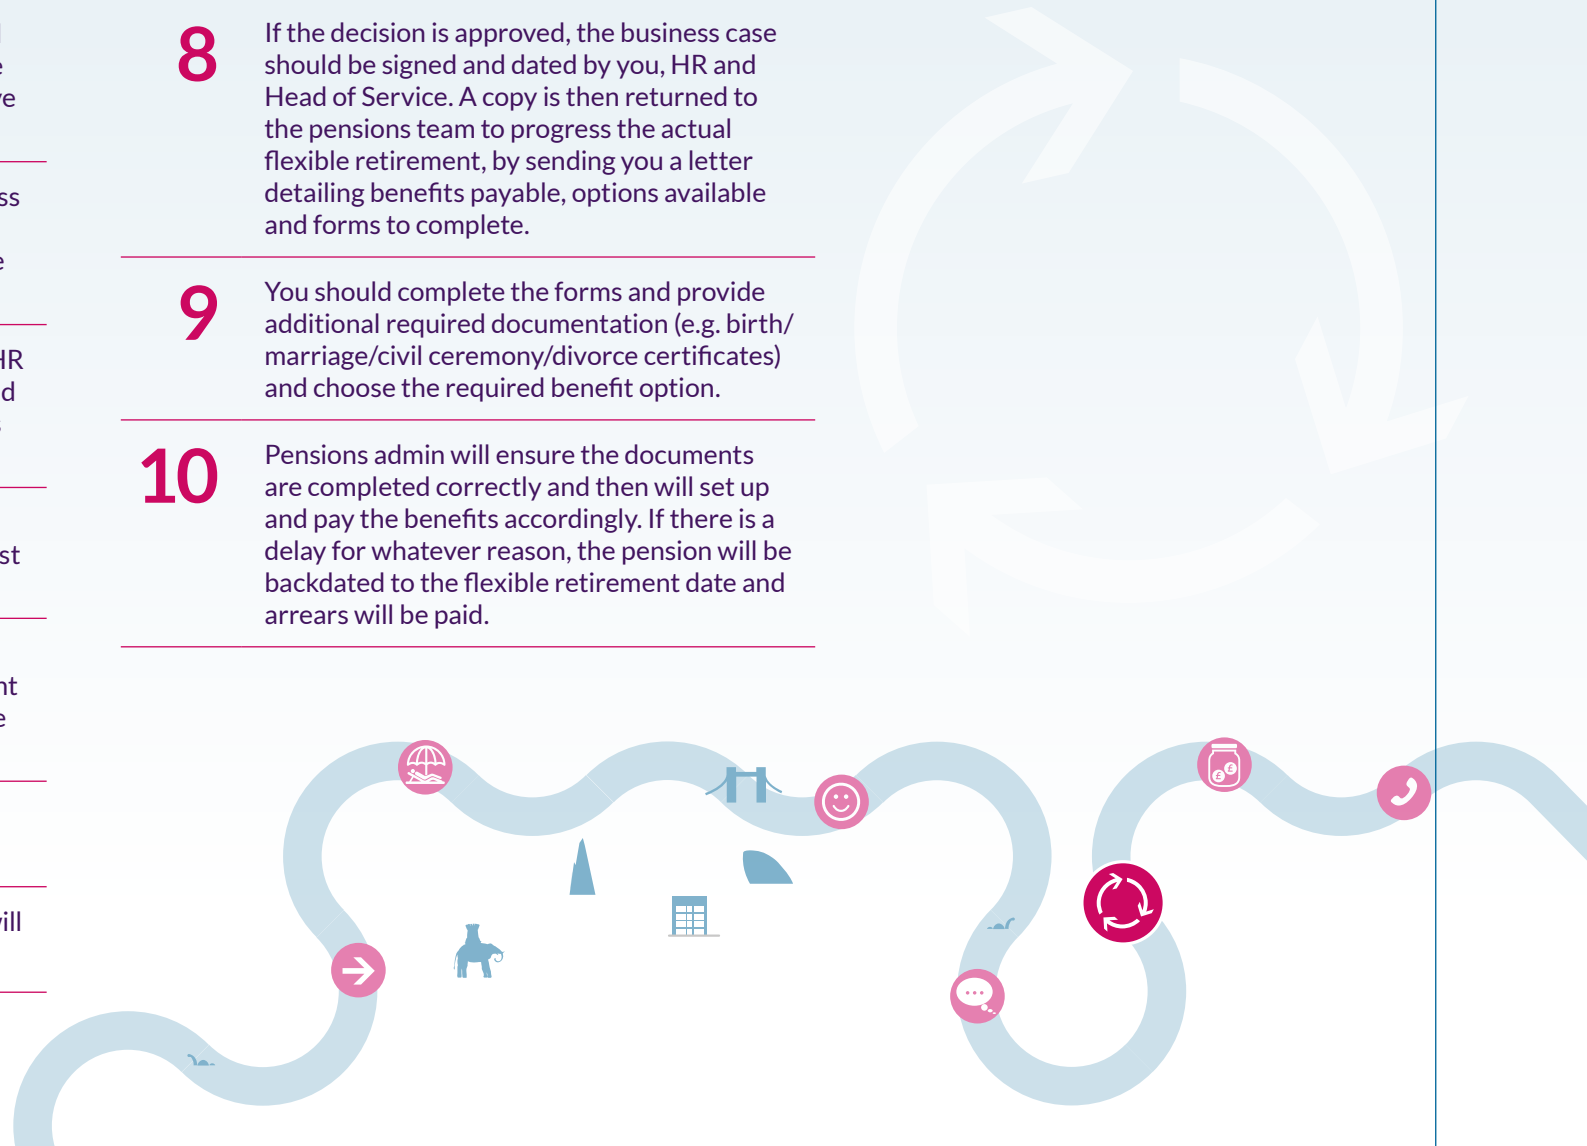 ss
HR
d
st
nt
e
8
If the decision is approved, the business case
should be signed and dated by you, HR and
Head of Service. A copy is then returned to
the pensions team to progress the actual
flexible retirement, by sending you a letter
detailing benefits payable, options available
and forms to complete.
9
You should complete the forms and provide
additional required documentation (e.g. birth/
marriage/civil ceremony/divorce certificates)
and choose the required benefit option.
10
Pensions admin will ensure the documents
are completed correctly and then will set up
and pay the benefits accordingly. If there is a
delay for whatever reason, the pension will be
backdated to the flexible retirement date and
arrears will be paid.